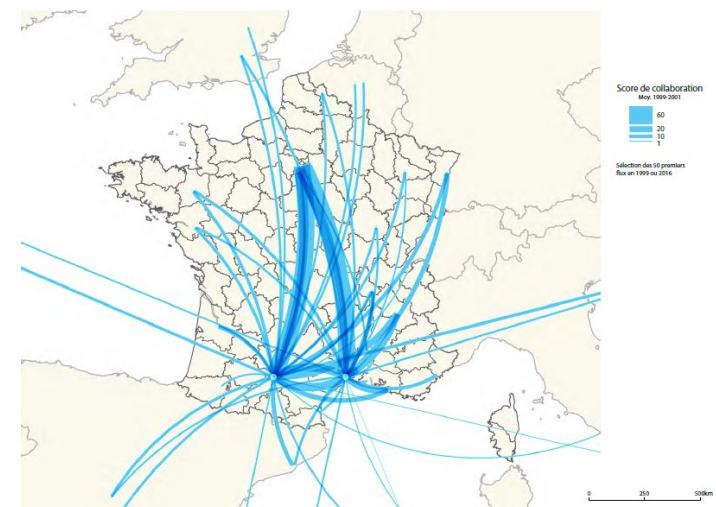 Score de collaboration
Moy. 1999-2001
60
20
10
1
Sélection des 50 premiers
flux en 1999 ou 2016
0 250 500km